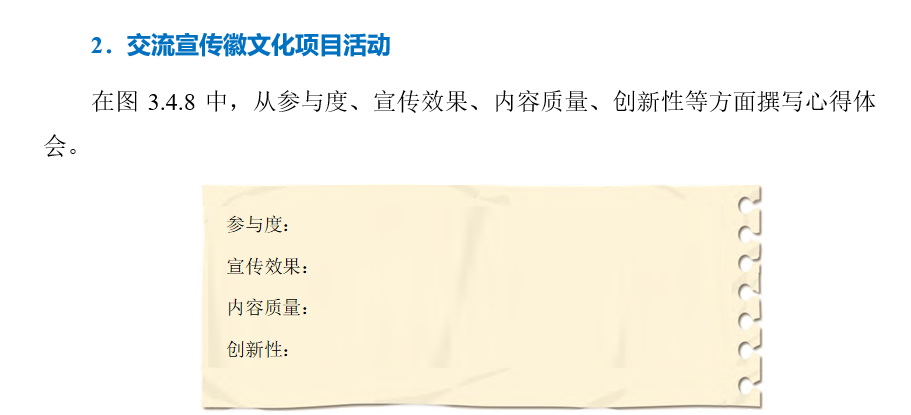 2．交流宣传徽文化项目活动
在图 3.4.8 中，从参与度、宣传效果、内容质量、创新性等方面撰写心得体
会。
参与度：
宣传效果：
内容质量：
创新性：